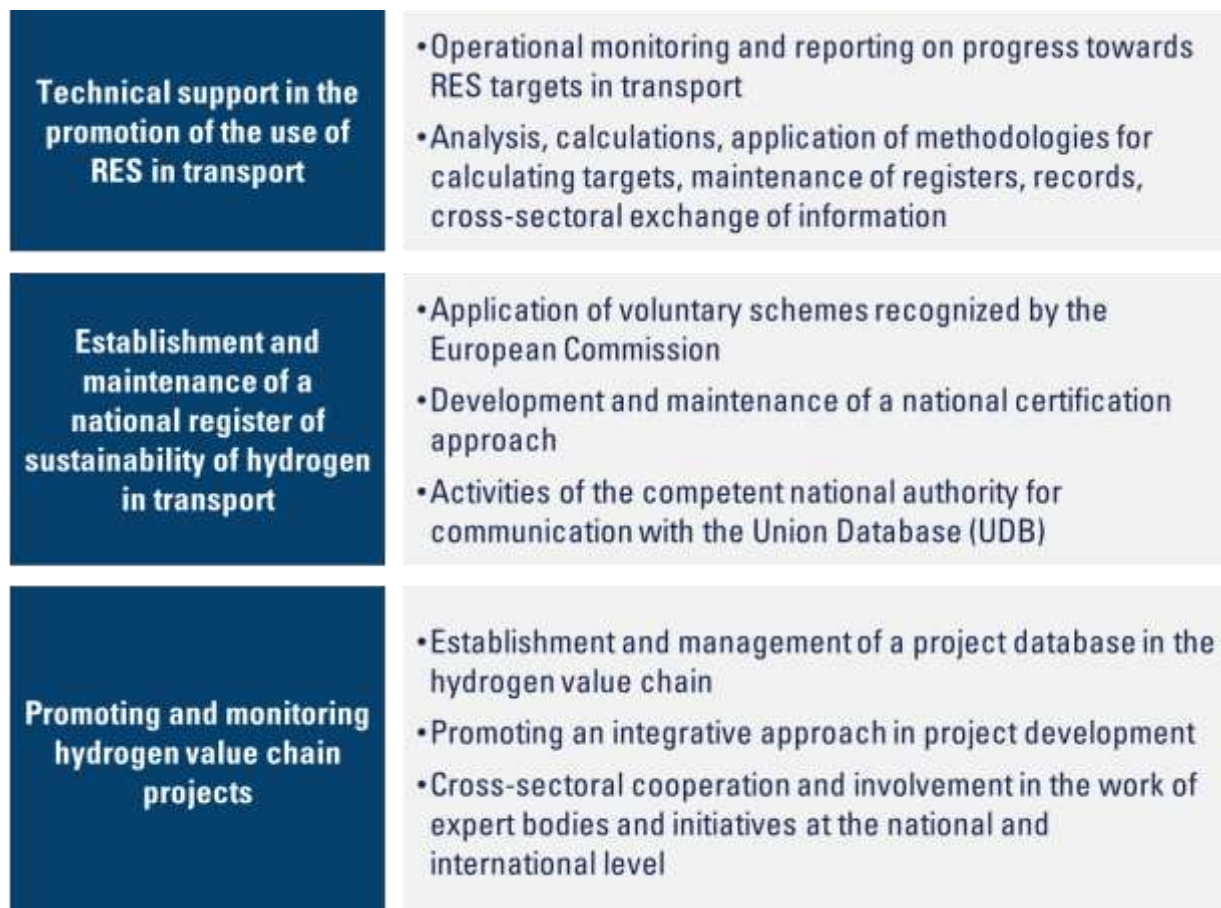 Technical support in the
promotion of the use of
RES in transport
•Operational monitoring and reporting on progress towards
RES targets in transport
•Analysis, calculations, application of methodologies for
calculating targets, maintenance of registers, records,
cross-sectoral exchange of information
Establishment and
maintenance of a
national register of
sustainability of hydrogen
in transport
•Application of voluntary schemes recognized by the
European Commission
•Development and maintenance of a national certification
approach
•Activities of the competent national authority for
communication with the Union Database (UDB)
Promoting and monitoring
hydrogen value chain
projects
•Establishment and management of a project database in the
hydrogen value chain
•Promoting an integrative approach in project development
•Cross-sectoral cooperation and involvement in the work of
expert bodies and initiatives at the national and
international level